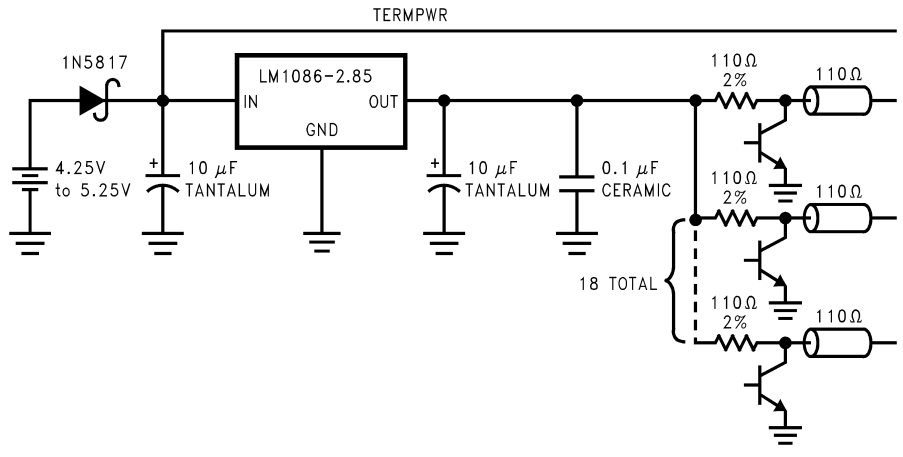 TERMPWR
1N5817
LM1086-2.85
IN
OUT
GND
4.25V
to 5.25V
+
10 μF
TANTALUM
+
10 μF
TANTALUM
0.1 μF
CERAMIC
110Ω
2%
110Ω
110Ω
2%
110Ω
18 TOTAL
110Ω
2%
110Ω